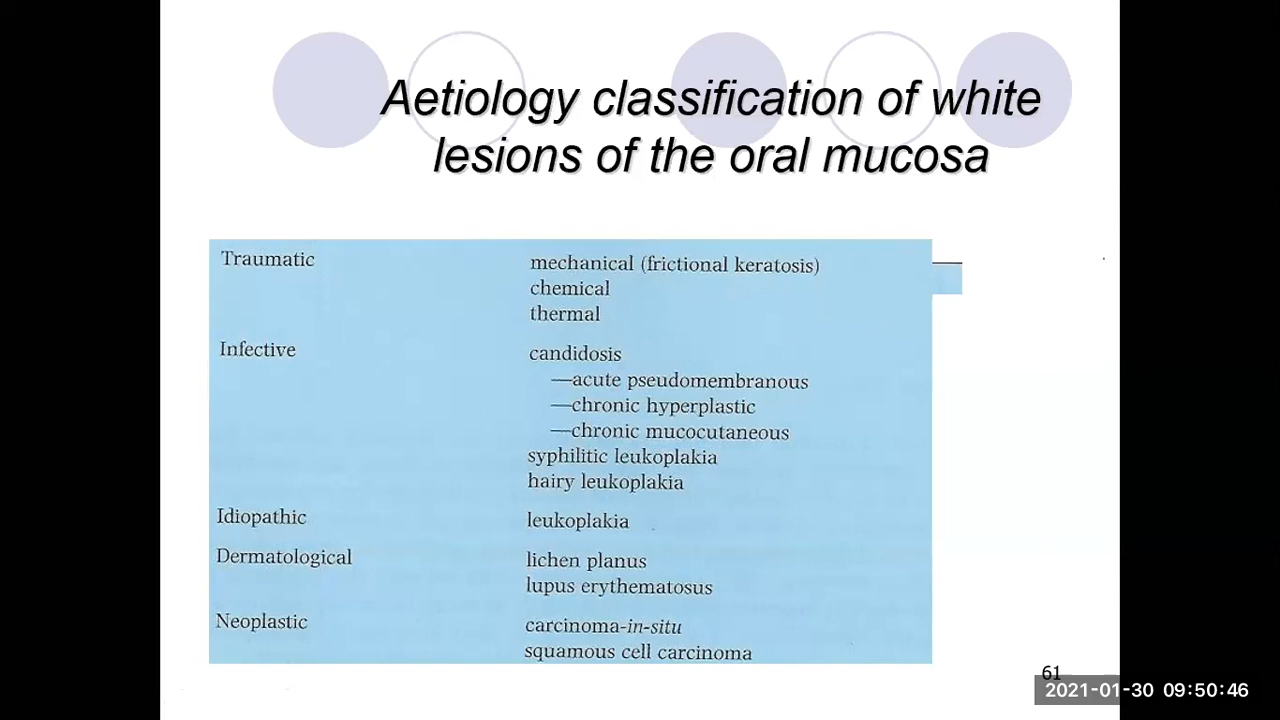 Aetiology classification of white
lesions of the oral mucosa
Traumatic mechanical (frictional keratosis)
chemical
thermal
Infective candidosis
—acute pseudomembranous
—chronic hyperplastic
—chronic mucocutaneous
syphilitic leukoplakia
hairy leukoplakia
Idiopathic leukoplakia
Dermatological lichen planus
lupus erythematosus
Neoplastic carcinoma-in-situ
squamous cell carcinoma
61
2021-01-30 09:50:46